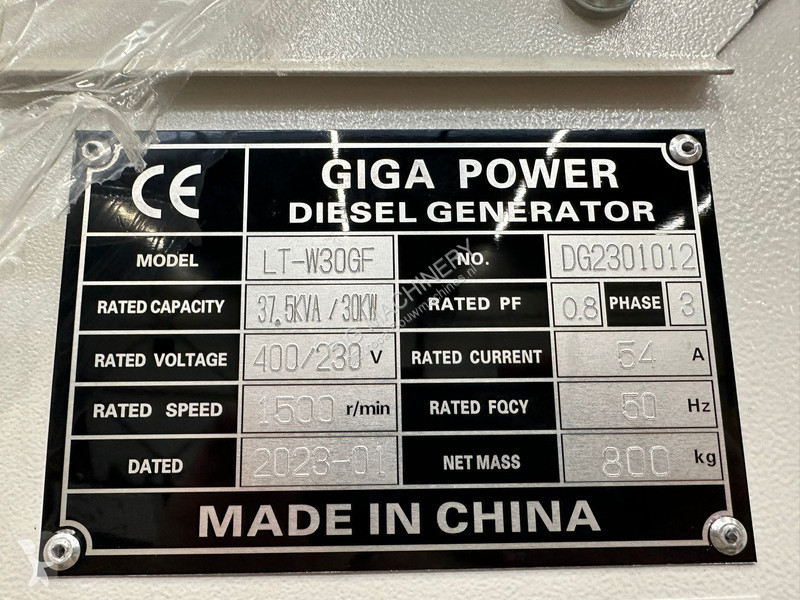 CE
GIGA POWER
DIESEL GENERATOR
MODEL LT-W30GF NO. DG2301012
RATED CAPACITY 37.5KVA/30KW RATED PF 0.8 PHASE 3
RATED VOLTAGE 400/230 V RATED CURRENT 54 A
RATED SPEED 1500 r/min RATED FQCY 50 Hz
DATED 2023-01 NET MASS 800 kg
MADE IN CHINA